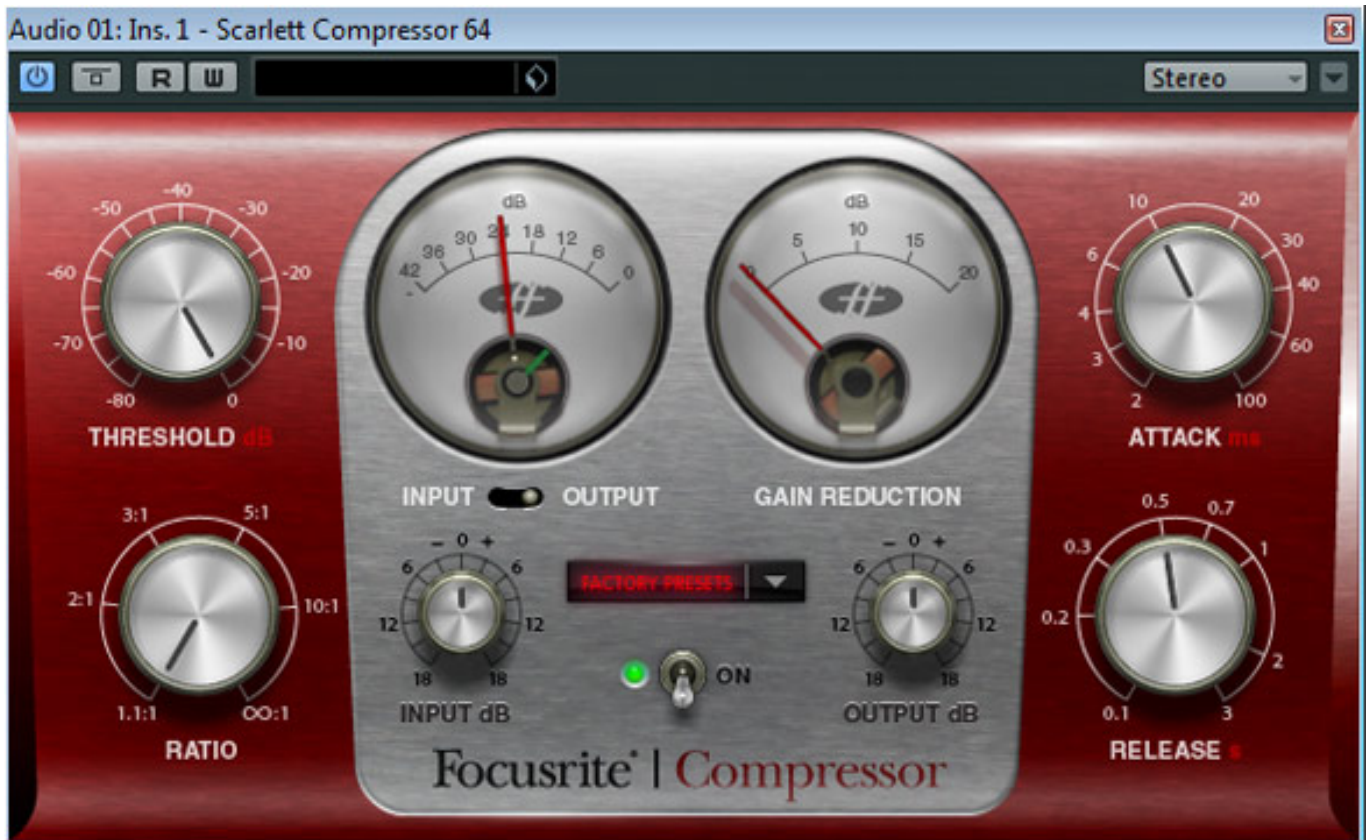 Audio 01: Ins. 1 - Scarlett Compressor 64
R W
Stereo
-80 -70 -60 -50 -40 -30 -20 -10 0
THRESHOLD dB
dB
42 36 30 24 18 12 6 0
-
dB
0 5 10 15 20
2 3 4 6 10 20 30 40 60 100
ATTACK ms
INPUT OUTPUT
GAIN REDUCTION
1.1:1 2:1 3:1 5:1 10:1 ∞:1
RATIO
18 12 6 - 0 + 6 12 18
INPUT dB
FACTORY PRESETS
ON
18 12 6 - 0 + 6 12 18
OUTPUT dB
0.1 0.2 0.3 0.5 0.7 1 2 3
RELEASE s
Focusrite | Compressor